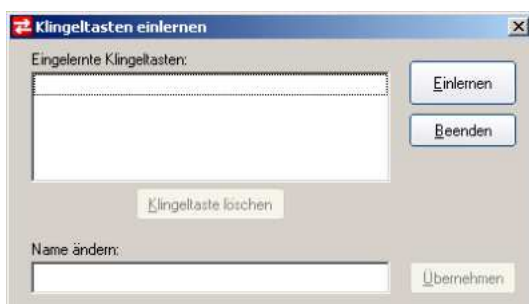 Klingeltasten einlernen
Eingelernte Klingeltasten:
Einlernen
Beenden
Klingeltaste löschen
Name ändern:
Übernehmen